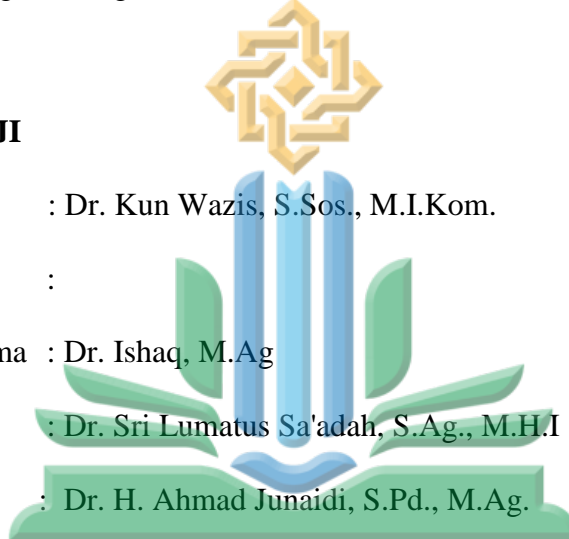 JI
: Dr. Kun Wazis, S.Sos., M.I.Kom.
:
ma : Dr. Ishaq, M.Ag
: Dr. Sri Lumatus Sa'adah, S.Ag., M.H.I
: Dr. H. Ahmad Junaidi, S.Pd., M.Ag.